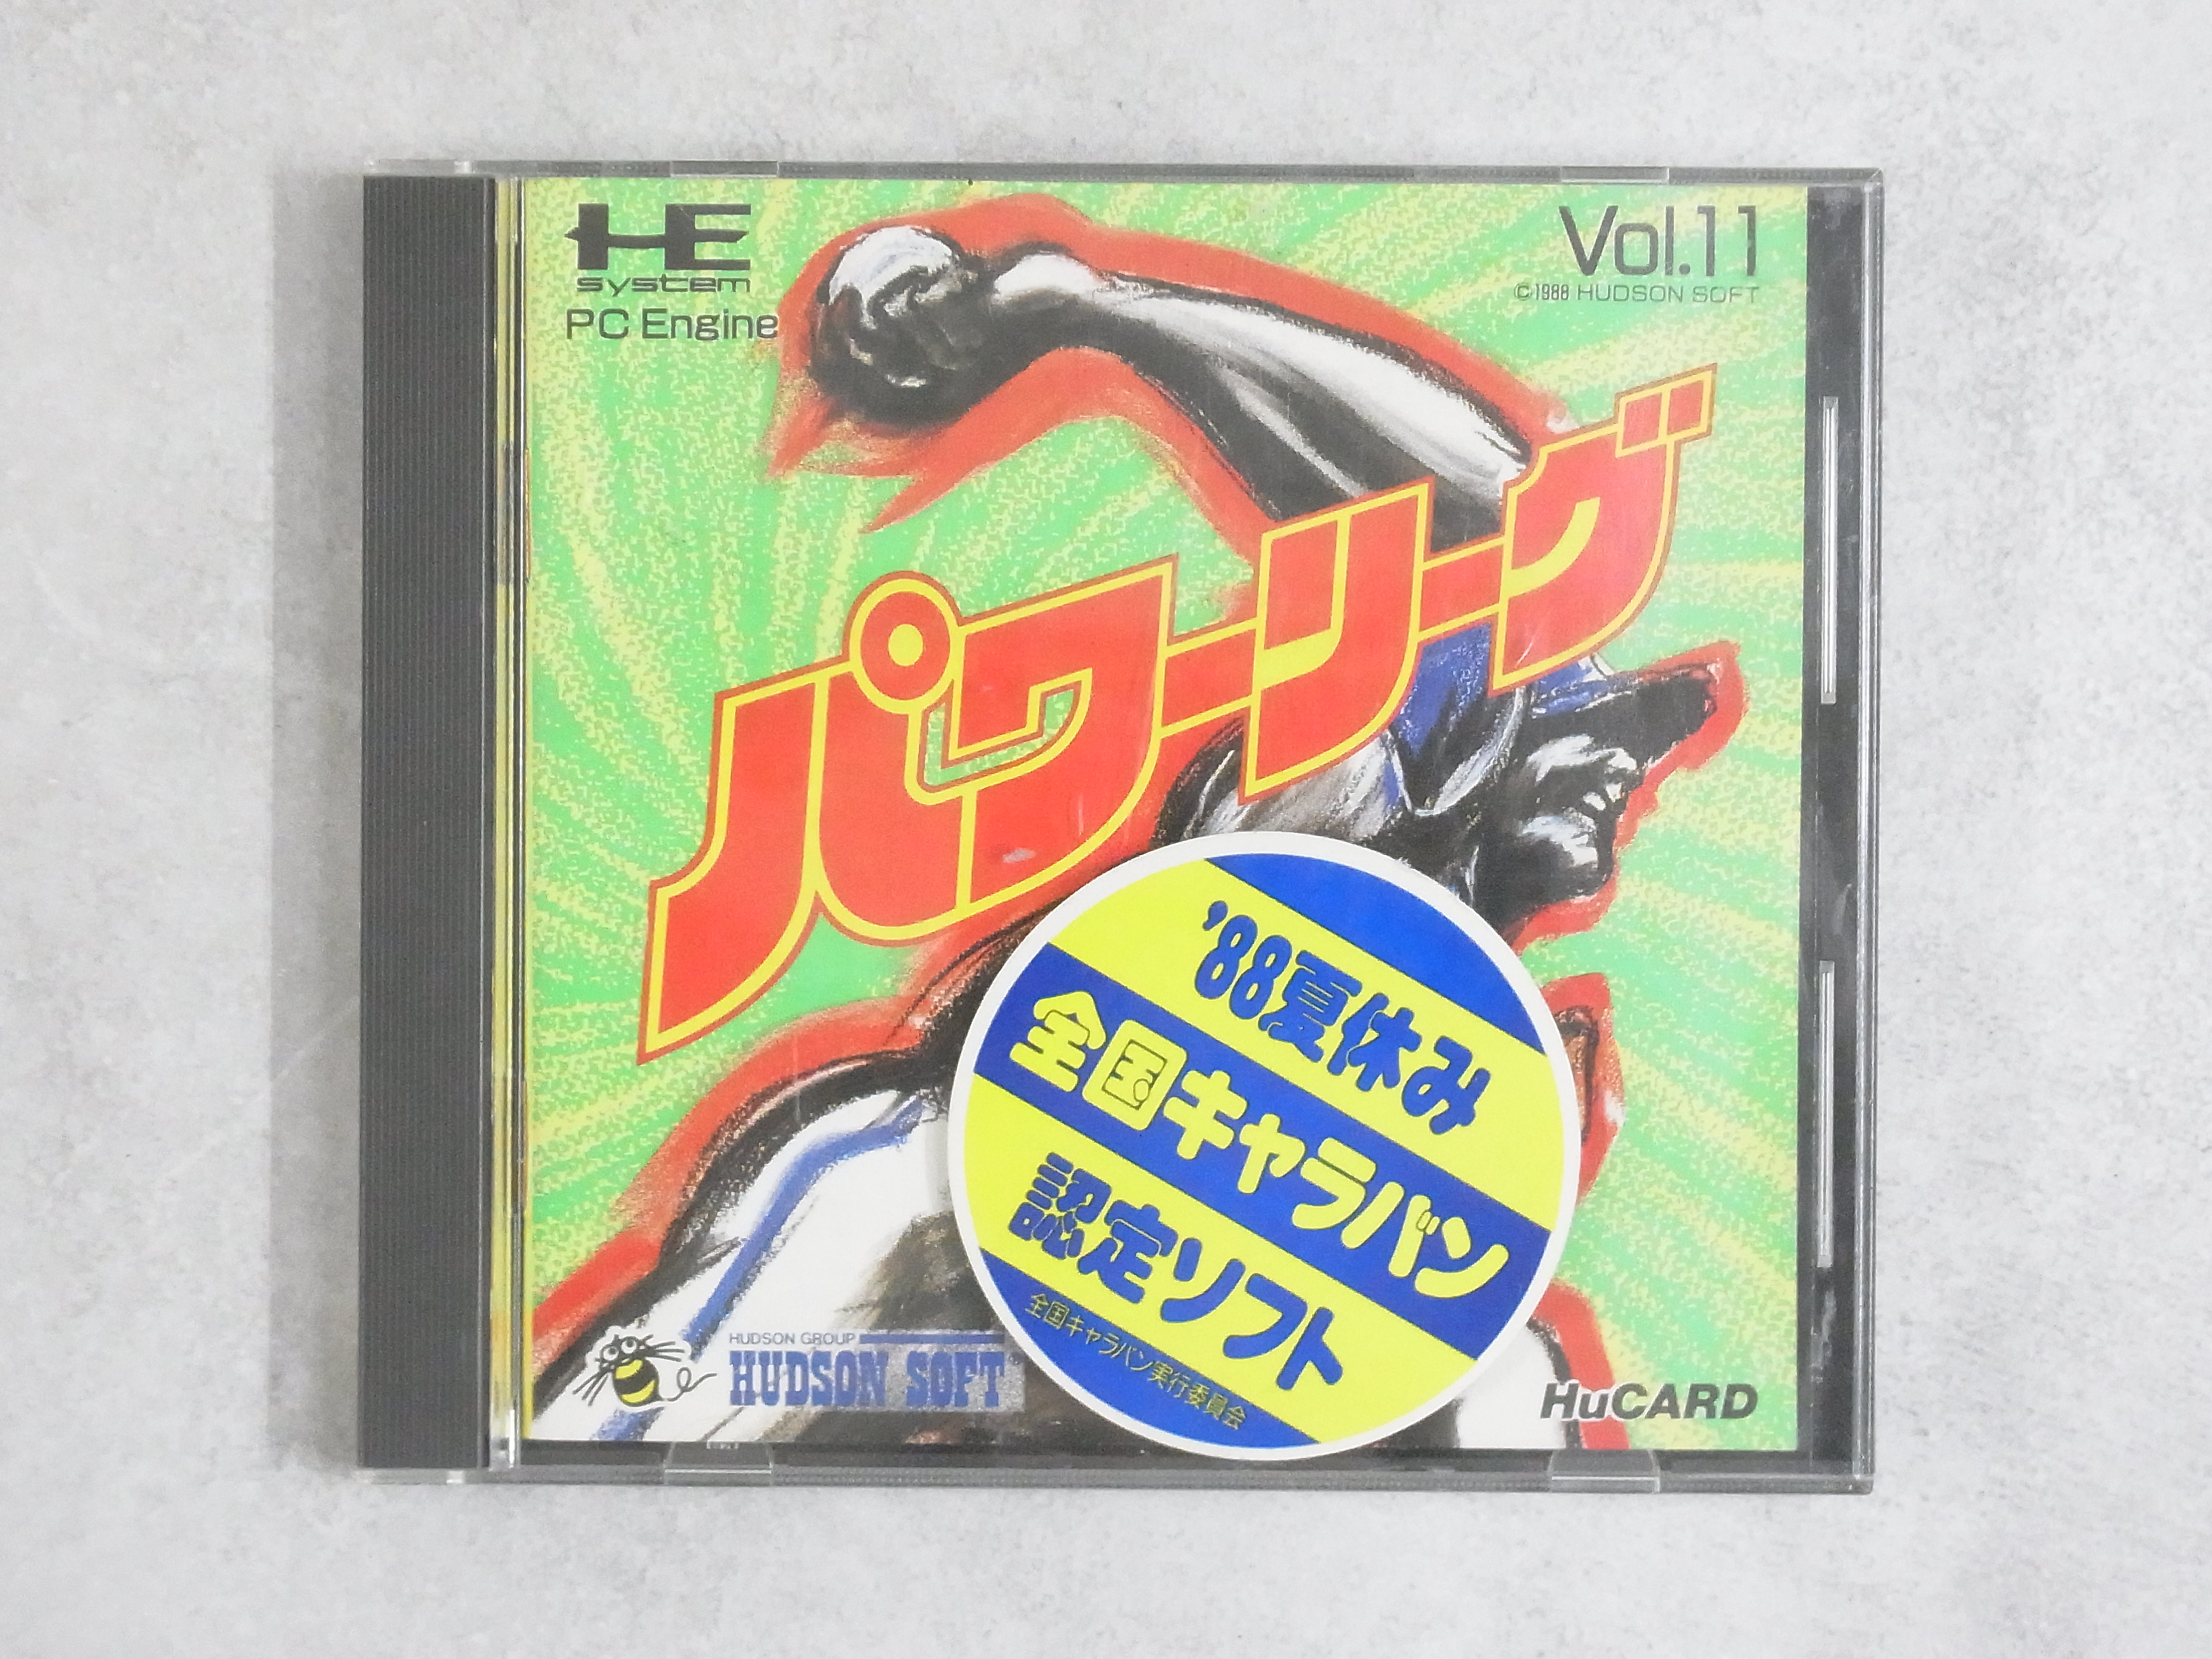 HE
system
PC Engine
Vol.11
©1988 HUDSON SOFT
パワーリーグ
'88夏休み
全国キャラバン
認定ソフト
全国キャラバン実行委員会
HUDSON GROUP
HUDSON SOFT
HuCARD